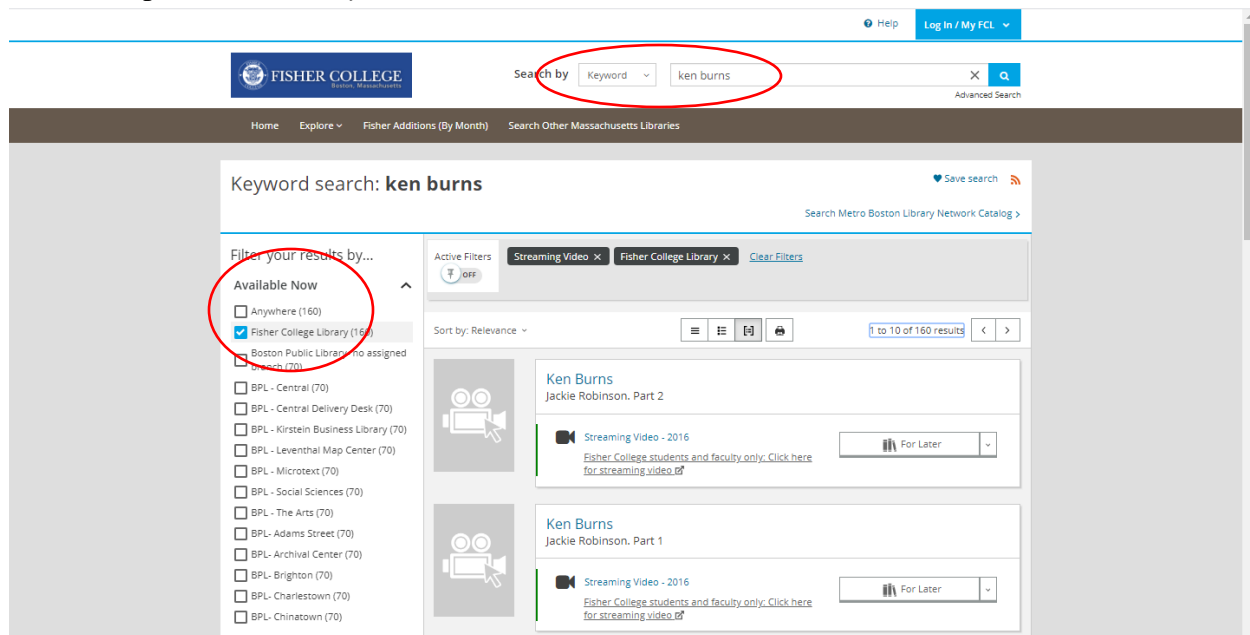 Help
Log In / My FCL
FISHER COLLEGE
Boston, Massachusetts
Search by
Keyword
ken burns
Advanced Search
Home
Explore
Fisher Additions (By Month)
Search Other Massachusetts Libraries
Keyword search: ken burns
Save search
Search Metro Boston Library Network Catalog >
Filter your results by...
Available Now
Anywhere (160)
Fisher College Library (160)
Boston Public Library, no assigned
branch (70)
BPL - Central (70)
BPL - Central Delivery Desk (70)
BPL - Kirstein Business Library (70)
BPL - Leventhal Map Center (70)
BPL - Microtext (70)
BPL - Social Sciences (70)
BPL - The Arts (70)
BPL- Adams Street (70)
BPL- Archival Center (70)
BPL- Brighton (70)
BPL- Charlestown (70)
BPL- Chinatown (70)
Active Filters
OFF
Streaming Video ×
Fisher College Library ×
Clear Filters
Sort by: Relevance
1 to 10 of 160 results
Ken Burns
Jackie Robinson. Part 2
Streaming Video - 2016
Fisher College students and faculty only: Click here
for streaming video
For Later
Ken Burns
Jackie Robinson. Part 1
Streaming Video - 2016
Fisher College students and faculty only: Click here
for streaming video
For Later